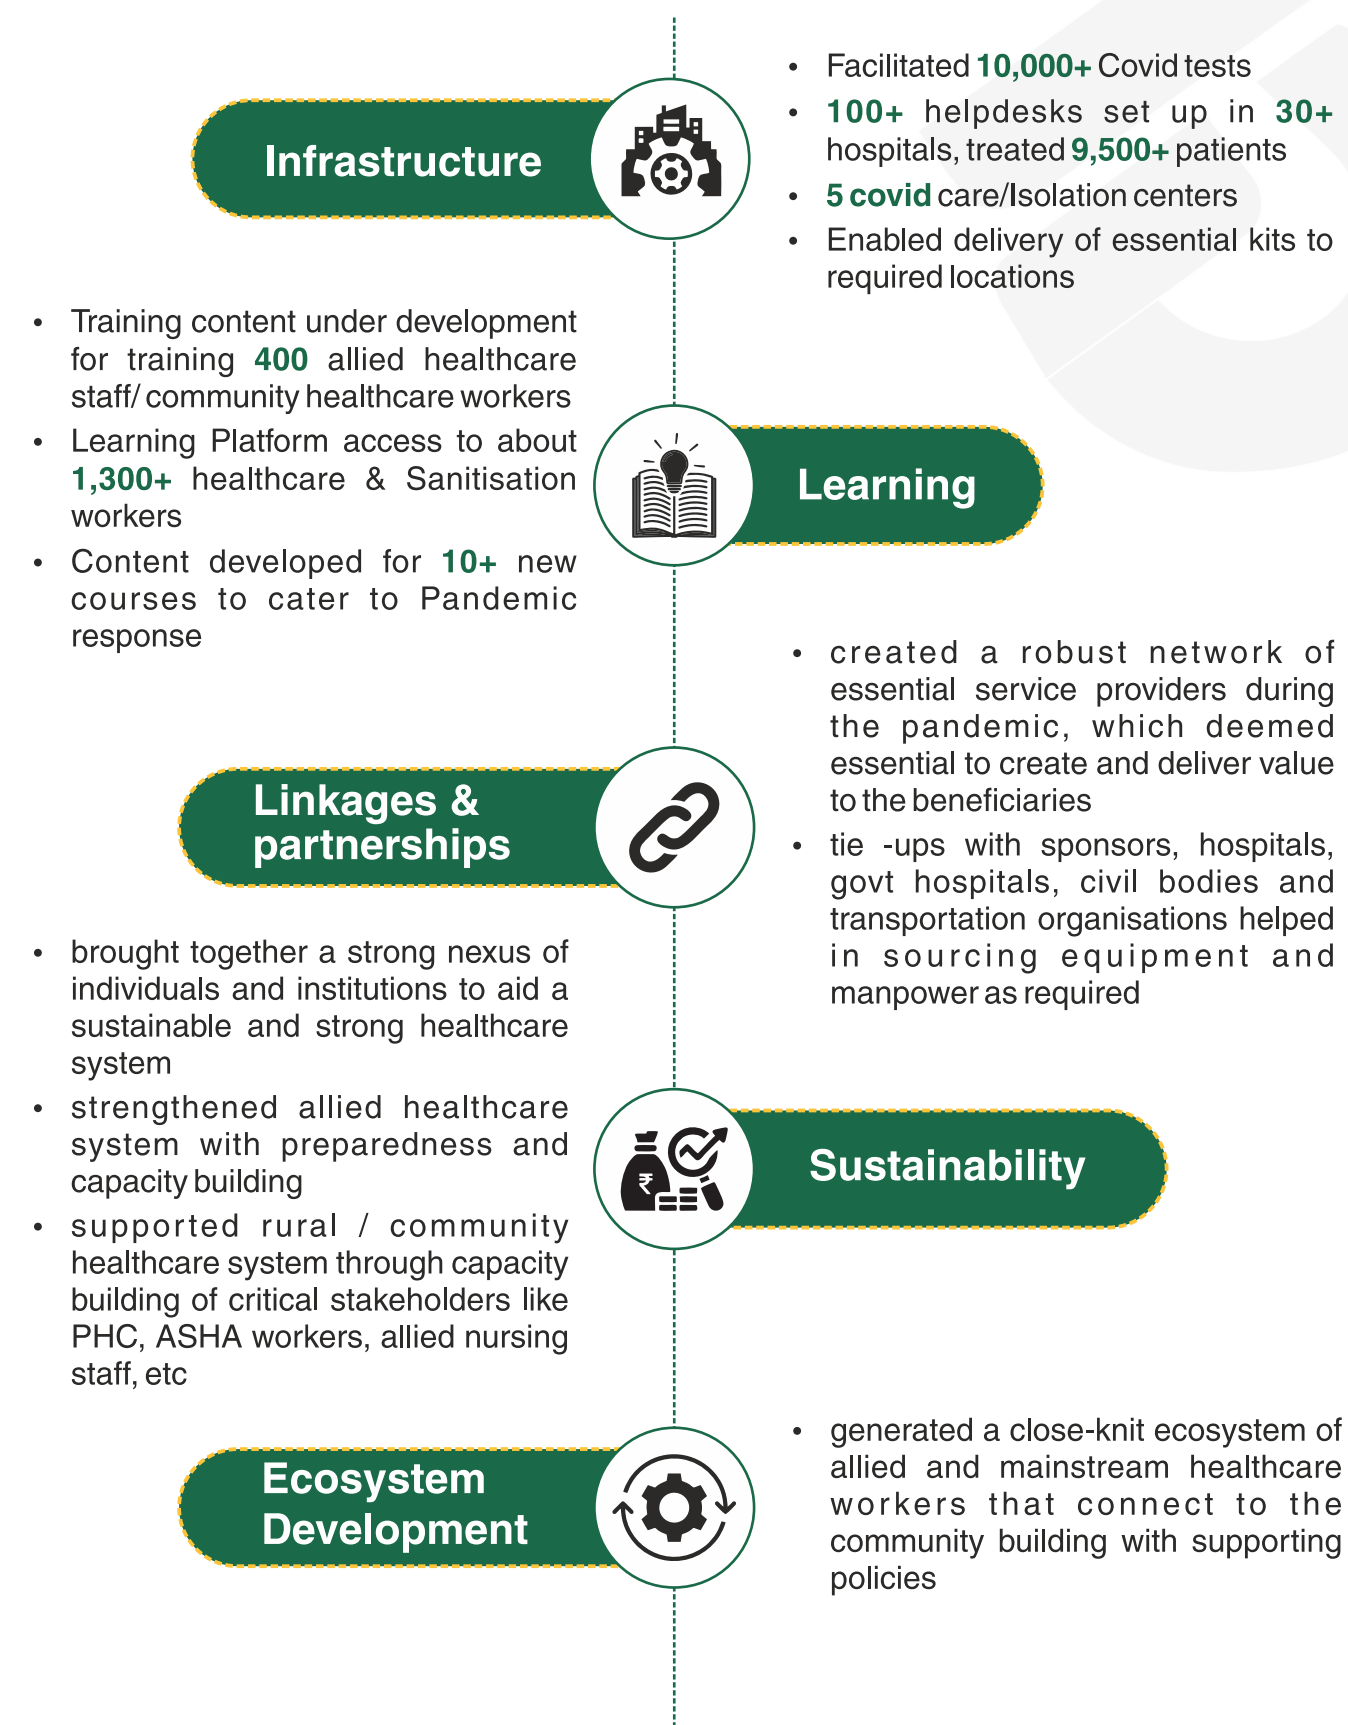 Infrastructure
• Facilitated 10,000+ Covid tests
• 100+ helpdesks set up in 30+
hospitals, treated 9,500+ patients
• 5 covid care/Isolation centers
• Enabled delivery of essential kits to
required locations
• Training content under development
for training 400 allied healthcare
staff/ community healthcare workers
• Learning Platform access to about
1,300+ healthcare & Sanitisation
workers
• Content developed for 10+ new
courses to cater to Pandemic
response
Learning
Linkages &
partnerships
• created a robust network of
essential service providers during
the pandemic, which deemed
essential to create and deliver value
to the beneficiaries
• tie -ups with sponsors, hospitals,
govt hospitals, civil bodies and
transportation organisations helped
in sourcing equipment and
manpower as required
• brought together a strong nexus of
individuals and institutions to aid a
sustainable and strong healthcare
system
• strengthened allied healthcare
system with preparedness and
capacity building
• supported rural / community
healthcare system through capacity
building of critical stakeholders like
PHC, ASHA workers, allied nursing
staff, etc
₹
Sustainability
Ecosystem
Development
• generated a close-knit ecosystem of
allied and mainstream healthcare
workers that connect to the
community building with supporting
policies